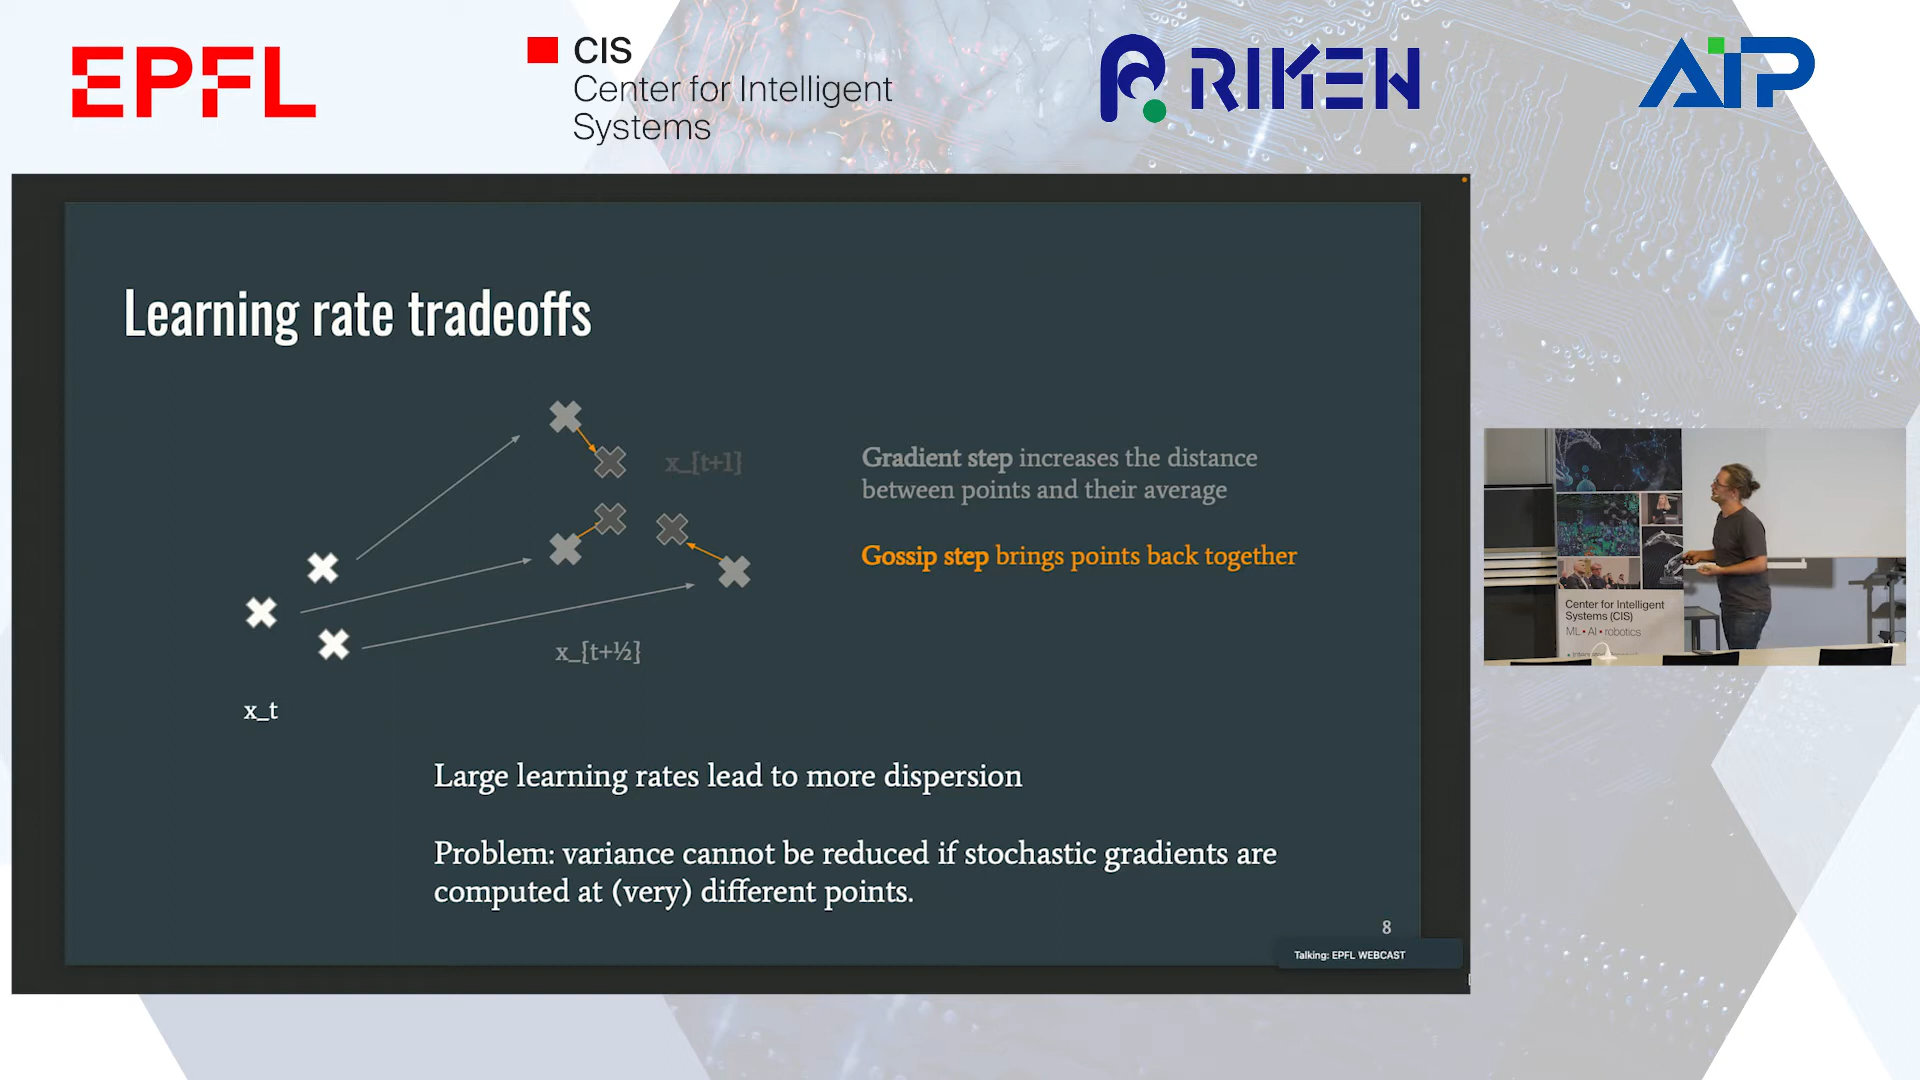 EPFL
CIS
Center for Intelligent
Systems
RIKEN
AIP
Learning rate tradeoffs
x_[t+1]
Gradient step increases the distance
between points and their average
Gossip step brings points back together
x_[t+½]
x_t
Large learning rates lead to more dispersion
Problem: variance cannot be reduced if stochastic gradients are
computed at (very) different points.
8
Talking: EPFL WEBCAST
Center for Intelligent
Systems (CIS)
ML • AI • robotics